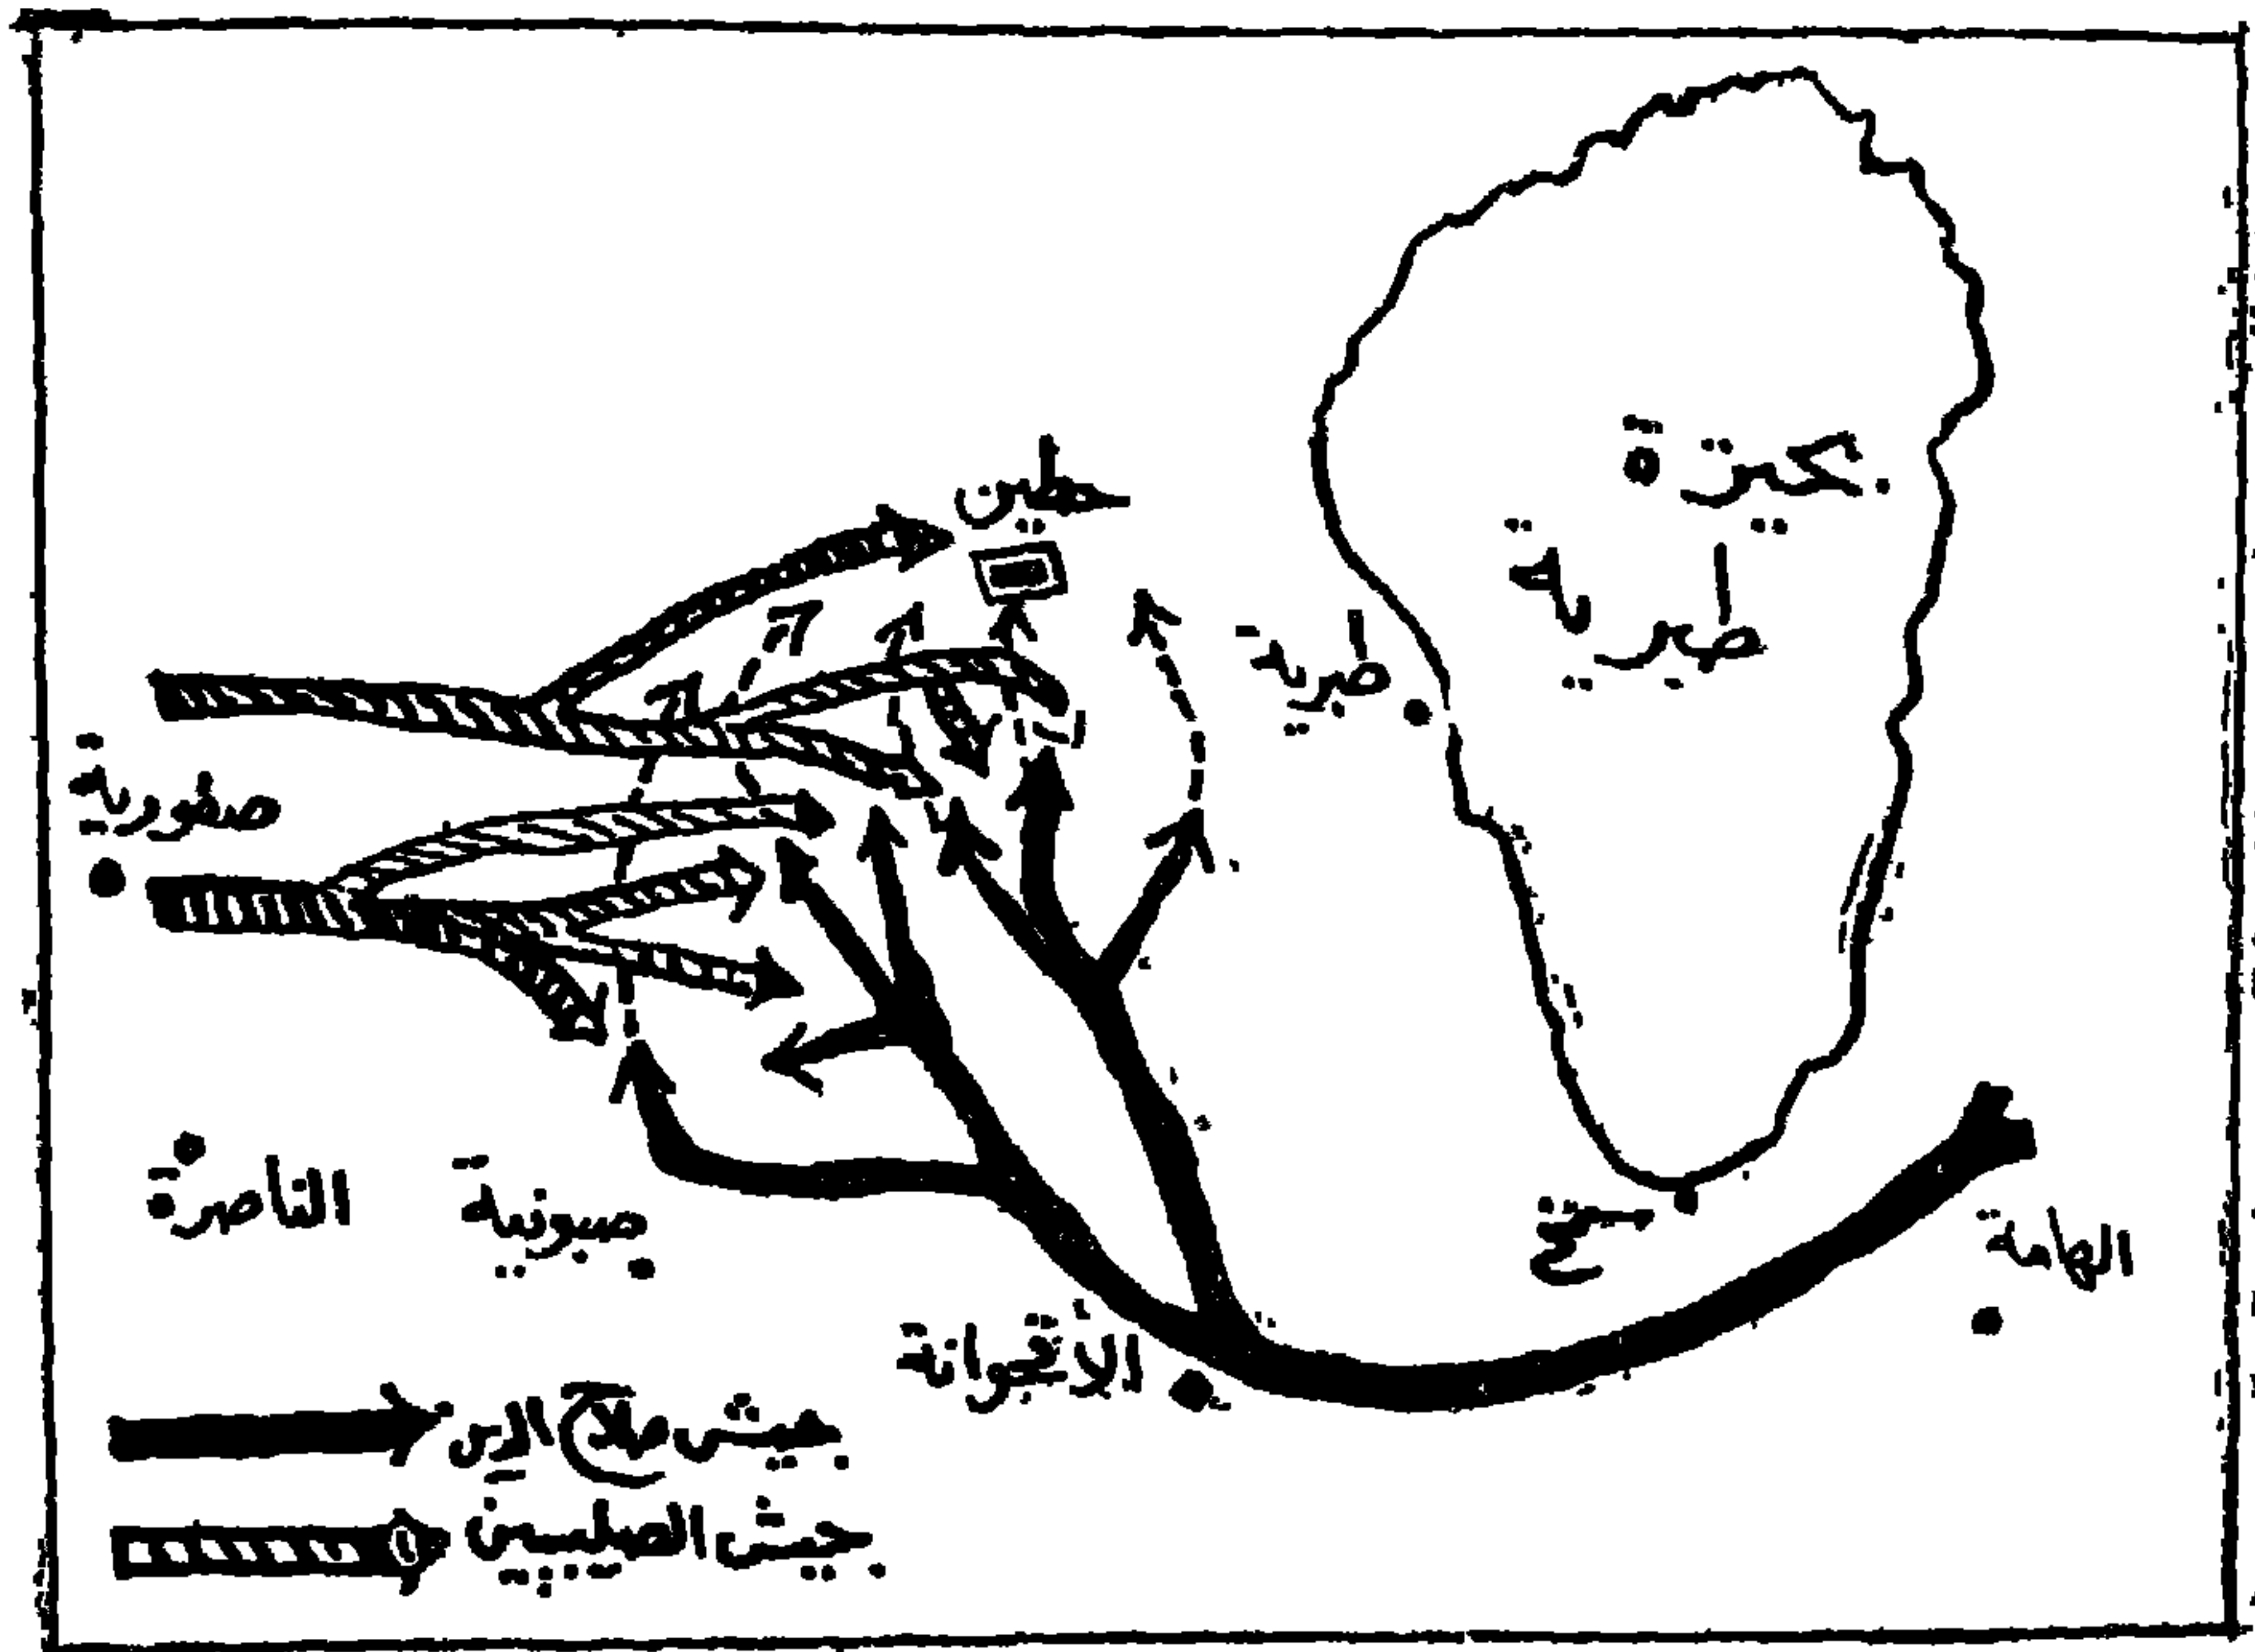 حطين
بحيرة
طبرية
طبرية
صفورية
الناصرة
صبونية
سمخ
الهامة
الأقحوانة
جيش صلاح الدين
جيش الصليبيين